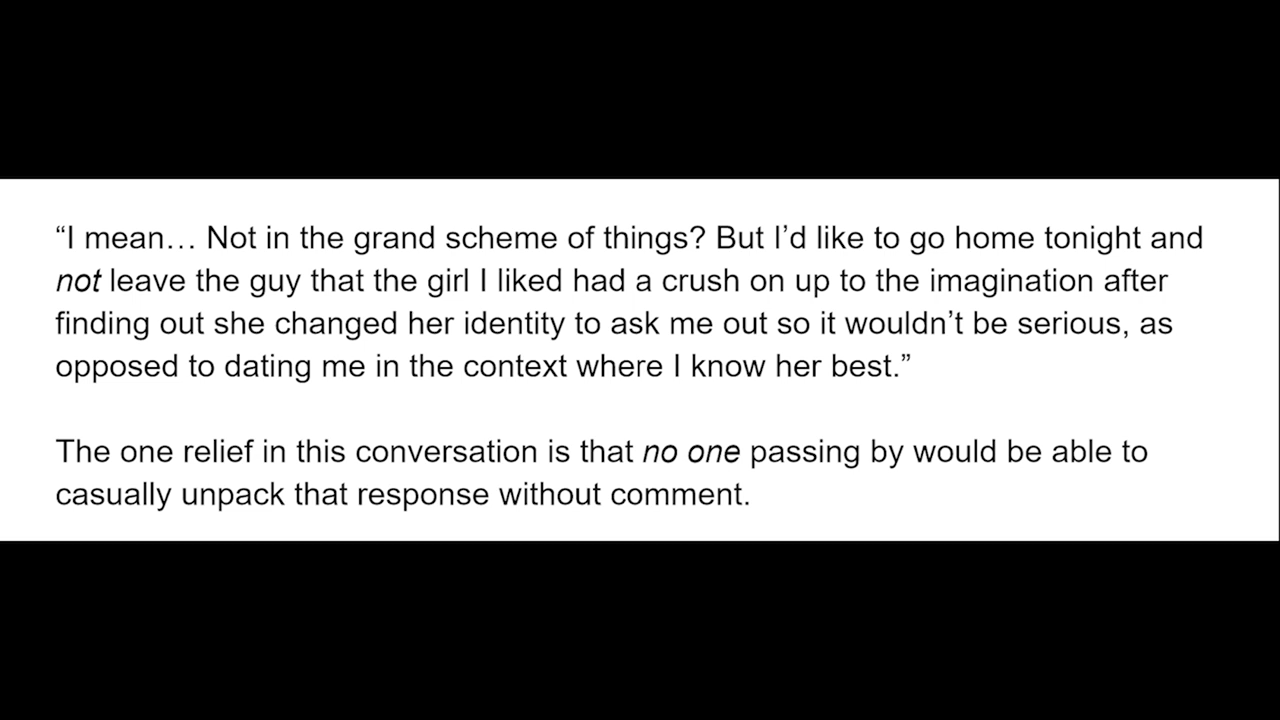 “I mean… Not in the grand scheme of things? But I’d like to go home tonight and
not leave the guy that the girl I liked had a crush on up to the imagination after
finding out she changed her identity to ask me out so it wouldn’t be serious, as
opposed to dating me in the context where I know her best.”
The one relief in this conversation is that no one passing by would be able to
casually unpack that response without comment.